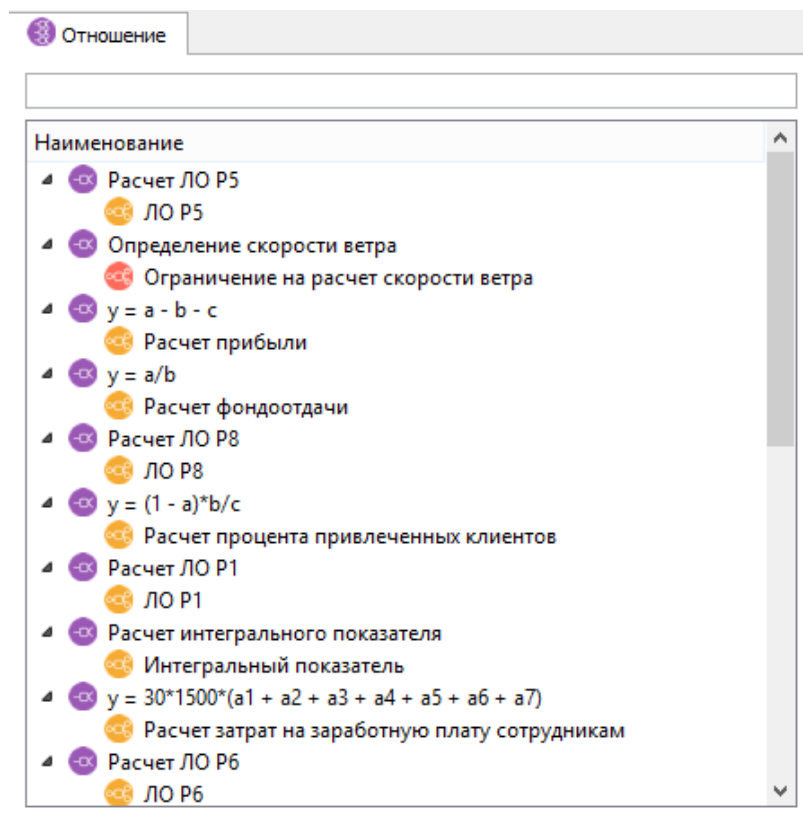 Отношение
Наименование
Расчет ЛО Р5
ЛО Р5
Определение скорости ветра
Ограничение на расчет скорости ветра
y = a - b - c
Расчет прибыли
y = a/b
Расчет фондоотдачи
Расчет ЛО Р8
ЛО Р8
y = (1 - a)*b/c
Расчет процента привлеченных клиентов
Расчет ЛО Р1
ЛО Р1
Расчет интегрального показателя
Интегральный показатель
y = 30*1500*(a1 + a2 + a3 + a4 + a5 + a6 + a7)
Расчет затрат на заработную плату сотрудникам
Расчет ЛО Р6
ЛО Р6